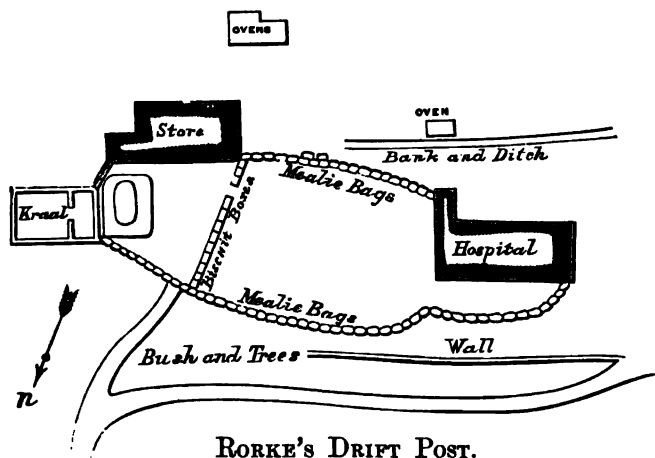 OVENS
Store
OVEN
Bank and Ditch
Mealie Bags
Kraal
Biscuit Boxes
Hospital
Mealie Bags
Wall
Bush and Trees
n
RORKE'S DRIFT POST.